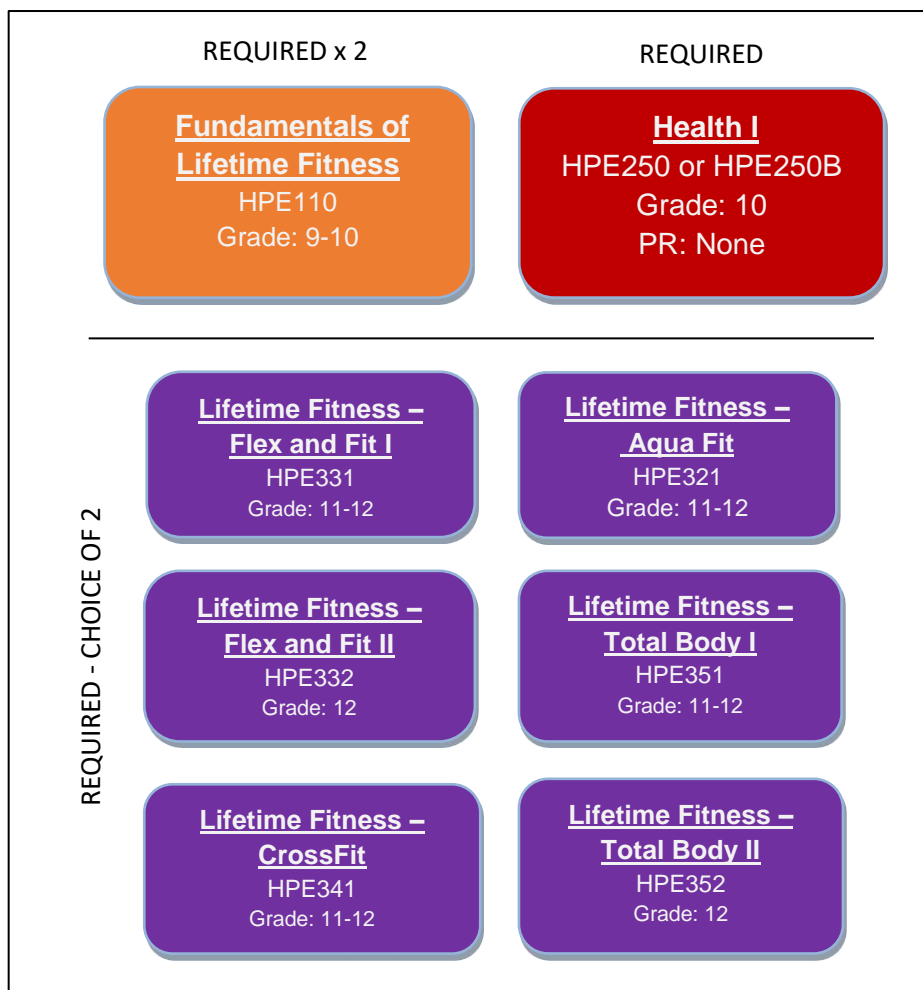 REQUIRED x 2
REQUIRED
Fundamentals of
Lifetime Fitness
HPE110
Grade: 9-10
Health I
HPE250 or HPE250B
Grade: 10
PR: None
REQUIRED - CHOICE OF 2
Lifetime Fitness –
Flex and Fit I
HPE331
Grade: 11-12
Lifetime Fitness –
Aqua Fit
HPE321
Grade: 11-12
Lifetime Fitness –
Flex and Fit II
HPE332
Grade: 12
Lifetime Fitness –
Total Body I
HPE351
Grade: 11-12
Lifetime Fitness –
CrossFit
HPE341
Grade: 11-12
Lifetime Fitness –
Total Body II
HPE352
Grade: 12